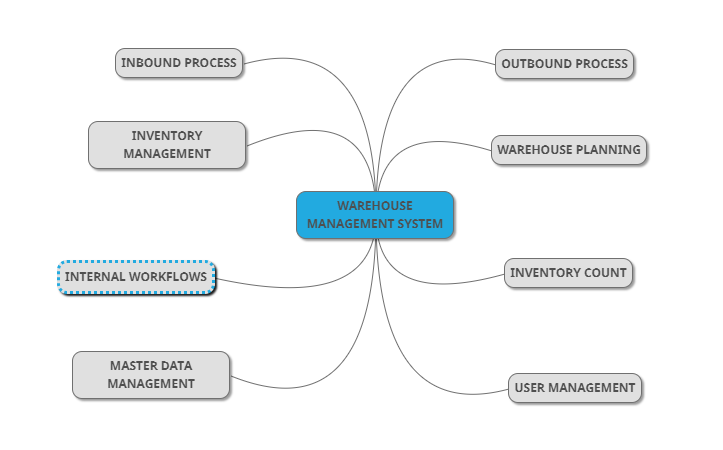 INBOUND PROCESS
OUTBOUND PROCESS
INVENTORY
MANAGEMENT
WAREHOUSE PLANNING
WAREHOUSE
MANAGEMENT SYSTEM
INTERNAL WORKFLOWS
INVENTORY COUNT
MASTER DATA
MANAGEMENT
USER MANAGEMENT